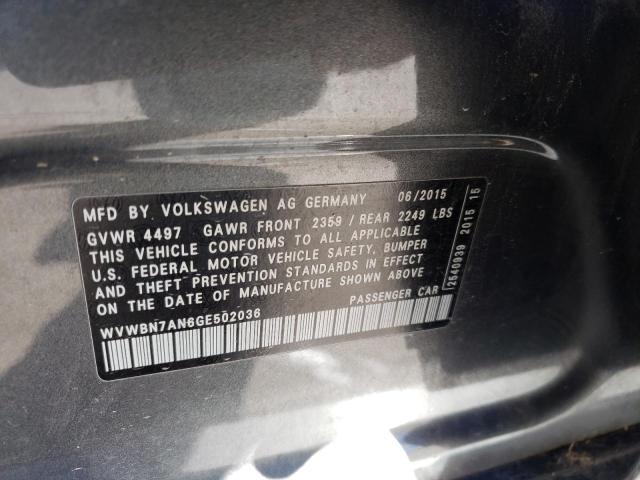 MFD BY VOLKSWAGEN AG GERMANY 06/2015
GVWR 4497 GAWR FRONT 2359 / REAR 2249 LBS
THIS VEHICLE CONFORMS TO ALL APPLICABLE
U.S. FEDERAL MOTOR VEHICLE SAFETY, BUMPER
AND THEFT PREVENTION STANDARDS IN EFFECT
ON THE DATE OF MANUFACTURE SHOWN ABOVE
WVWBN7AN6GE502036 PASSENGER CAR
2540939 2015 15